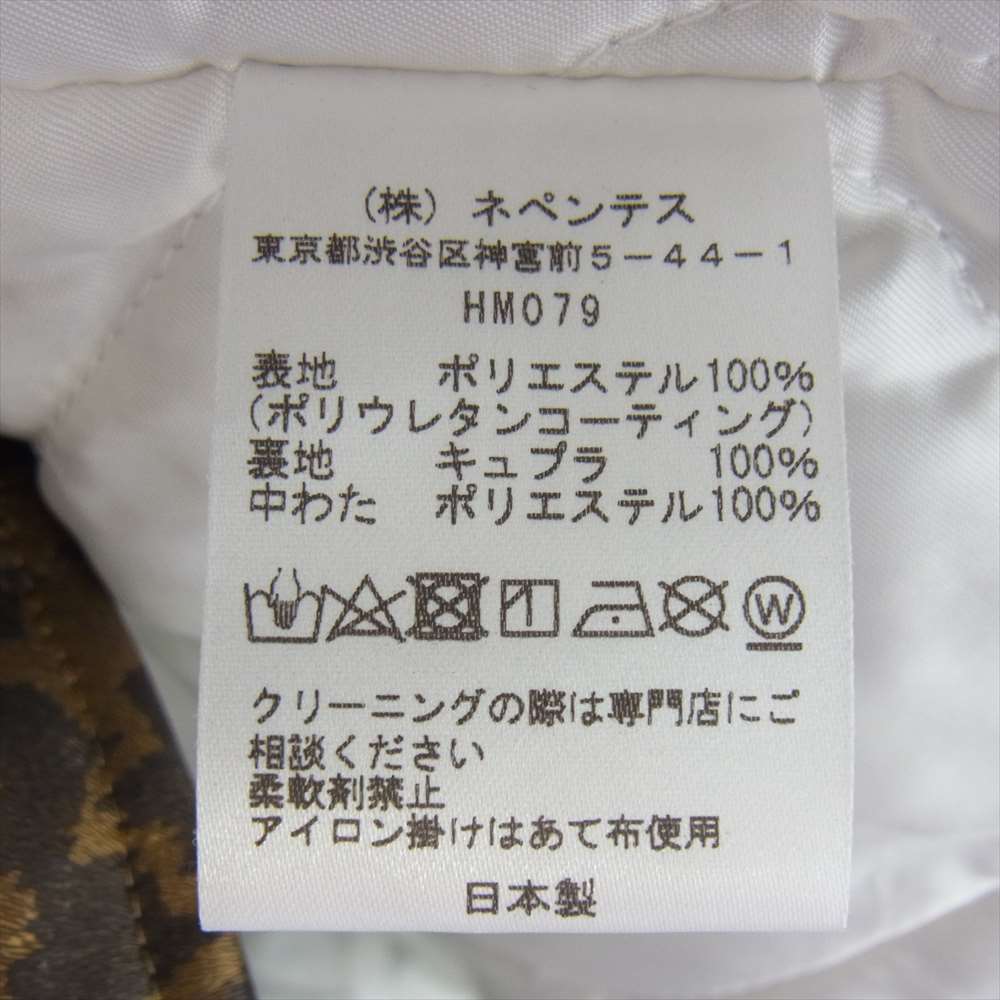 (株) ネペンテス
東京都渋谷区神宮前5-44-1
HM079
表地 ポリエステル100%
(ポリウレタンコーティング)
裏地 キュプラ 100%
中わた ポリエステル100%
W
クリーニングの際は専門店にご
相談ください
柔軟剤禁止
アイロン掛けはあて布使用
日本製